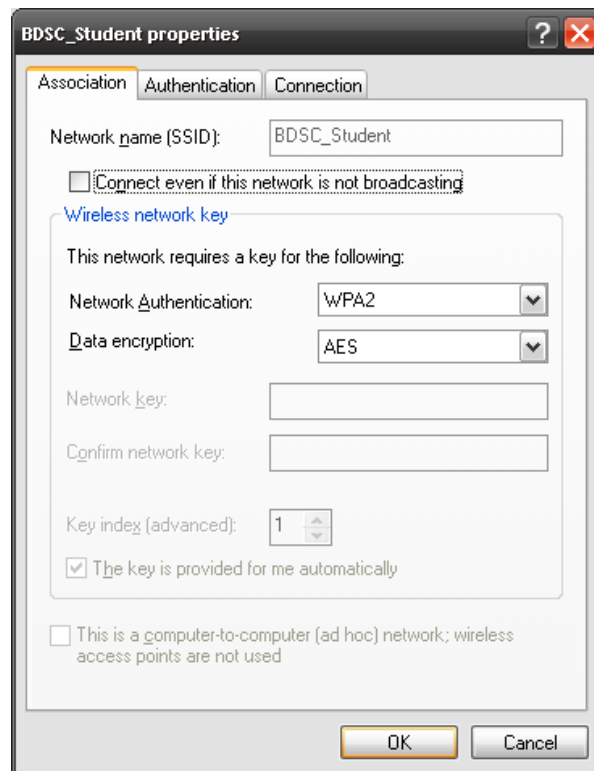 BDSC_Student properties
Association Authentication Connection
Network name (SSID): BDSC_Student
Connect even if this network is not broadcasting
Wireless network key
This network requires a key for the following:
Network Authentication: WPA2
Data encryption: AES
Network key:
Confirm network key:
Key index (advanced): 1
The key is provided for me automatically
This is a computer-to-computer (ad hoc) network; wireless
access points are not used
OK Cancel